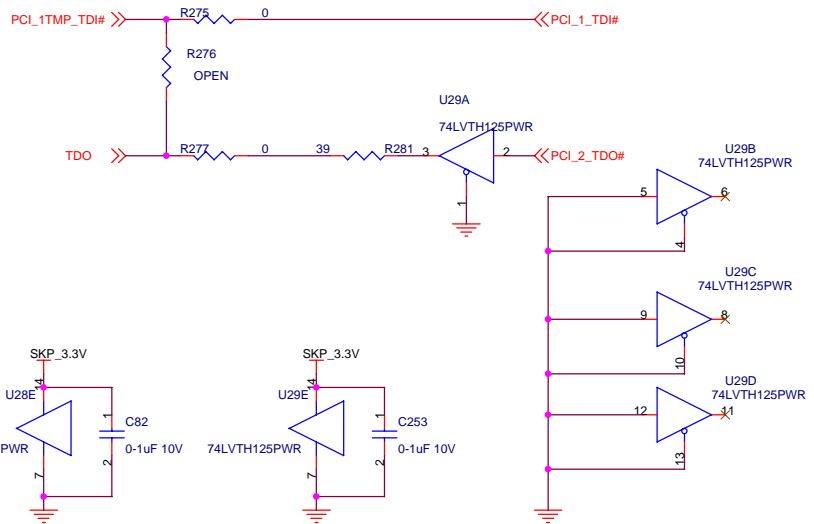 PCI_1TMP_TDI# R275 0 PCI_1_TDI#
R276
OPEN
U29A
74LVTH125PWR
TDO R277 0 39 R281 3 2 PCI_2_TDO#
1
U29B
74LVTH125PWR
5 6
4
U29C
74LVTH125PWR
9 8
10
U29D
74LVTH125PWR
12 11
13
SKP_3.3V
14
U28E
1
C82
0-1uF 10V
PWR
2
7
SKP_3.3V
14
U29E
1
C253
0-1uF 10V
74LVTH125PWR
2
7